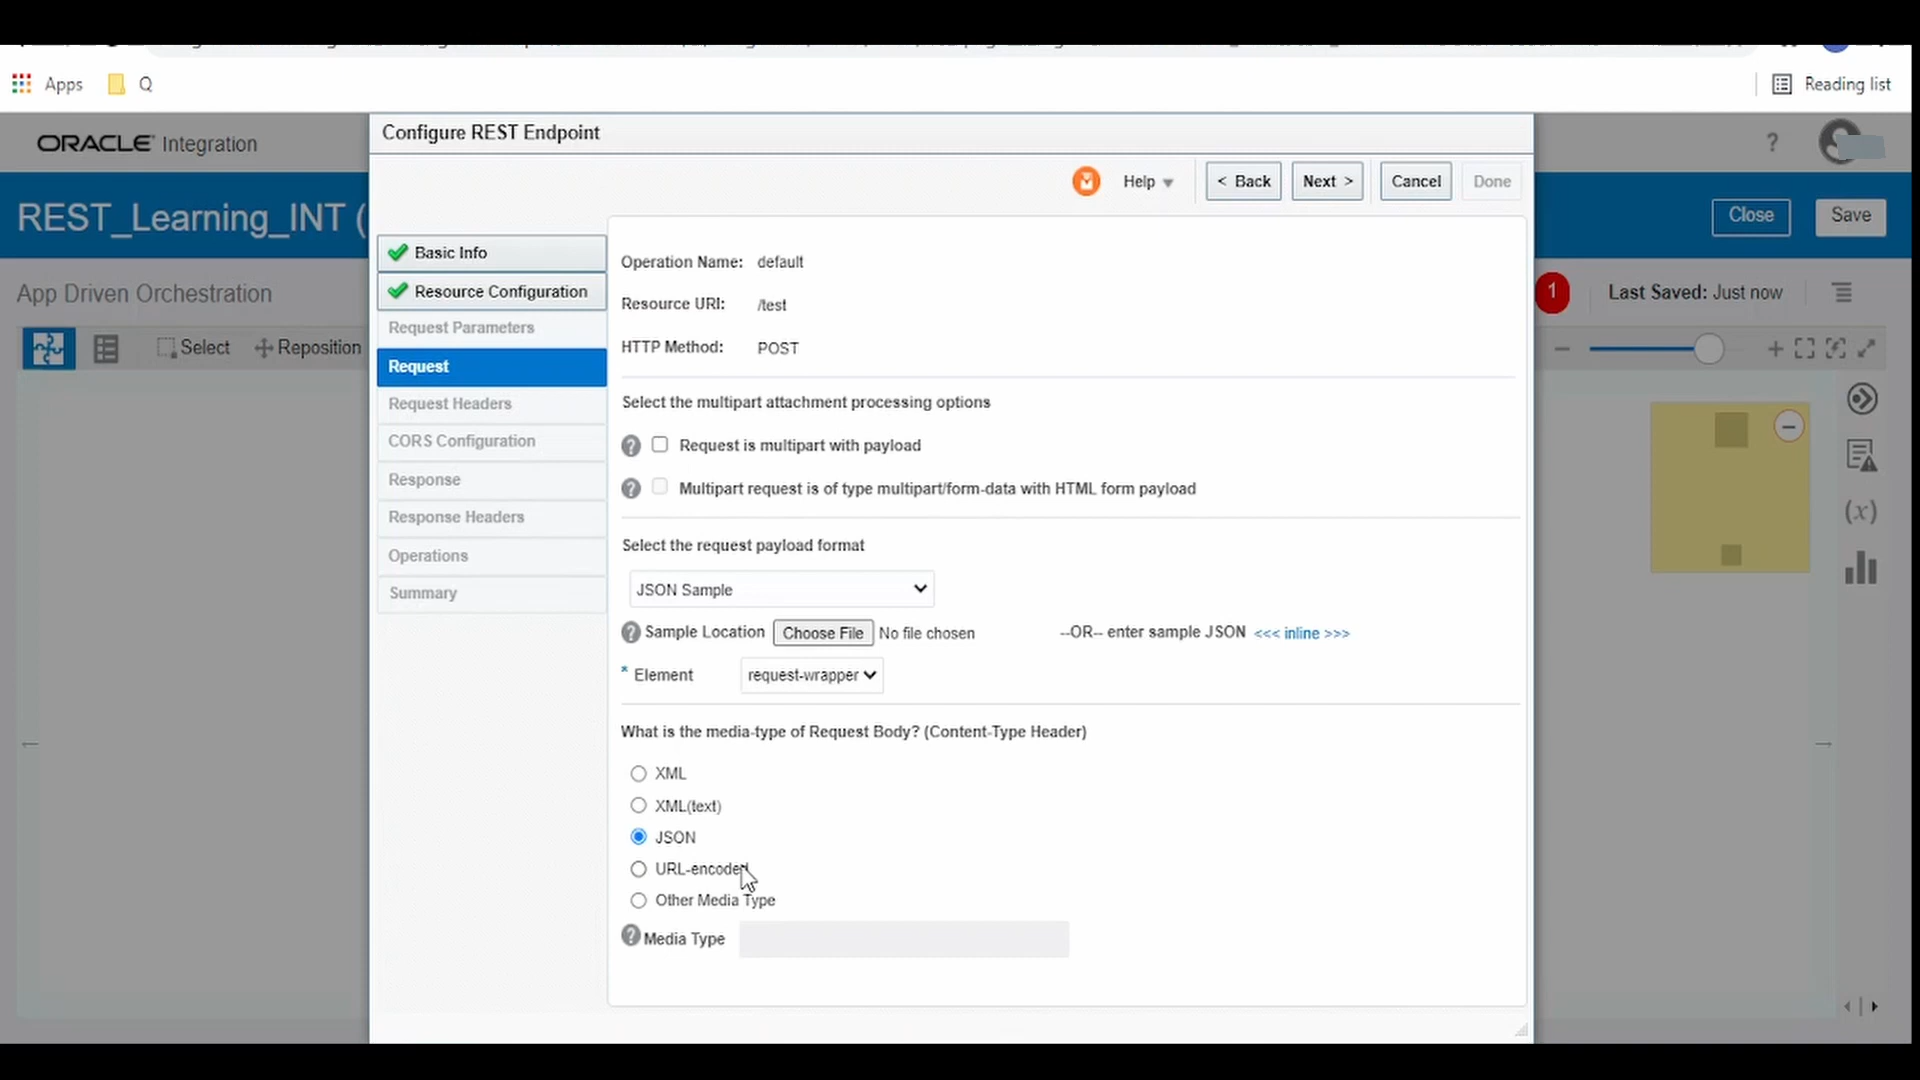 Apps
Q
Reading list
ORACLE Integration
Configure REST Endpoint
?
Help
< Back
Next >
Cancel
Done
REST_Learning_INT (
Close
Save
Basic Info
Resource Configuration
Request Parameters
Request
Request Headers
CORS Configuration
Response
Response Headers
Operations
Summary
App Driven Orchestration
1
Last Saved: Just now
Select
Reposition
Operation Name: default
Resource URI: /test
HTTP Method: POST
Select the multipart attachment processing options
? Request is multipart with payload
? Multipart request is of type multipart/form-data with HTML form payload
Select the request payload format
JSON Sample
? Sample Location Choose File No file chosen --OR-- enter sample JSON <<< inline >>>
* Element request-wrapper
What is the media-type of Request Body? (Content-Type Header)
XML
XML(text)
JSON
URL-encoded
Other Media Type
? Media Type
(x)